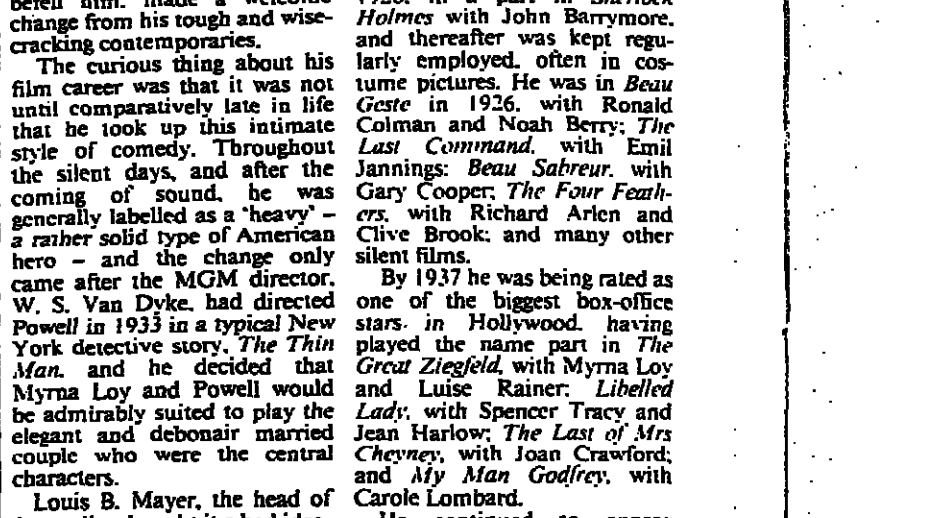 befell him, made a welcome
change from his tough and wise-
cracking contemporaries.
The curious thing about his
film career was that it was not
until comparatively late in life
that he took up this intimate
style of comedy. Throughout
the silent days, and after the
coming of sound, he was
generally labelled as a 'heavy' –
a rather solid type of American
hero – and the change only
came after the MGM director,
W. S. Van Dyke, had directed
Powell in 1933 in a typical New
York detective story, The Thin
Man, and he decided that
Myrna Loy and Powell would
be admirably suited to play the
elegant and debonair married
couple who were the central
characters.
Louis B. Mayer, the head of
Holmes with John Barrymore,
and thereafter was kept regu-
larly employed, often in cos-
tume pictures. He was in Beau
Geste in 1926, with Ronald
Colman and Noah Berry; The
Last Command, with Emil
Jannings; Beau Sabreur, with
Gary Cooper; The Four Feath-
ers, with Richard Arlen and
Clive Brook; and many other
silent films.
By 1937 he was being rated as
one of the biggest box-office
stars in Hollywood, having
played the name part in The
Great Ziegfeld, with Myrna Loy
and Luise Rainer; Libelled
Lady, with Spencer Tracy and
Jean Harlow; The Last of Mrs
Cheyney, with Joan Crawford;
and My Man Godfrey, with
Carole Lombard.